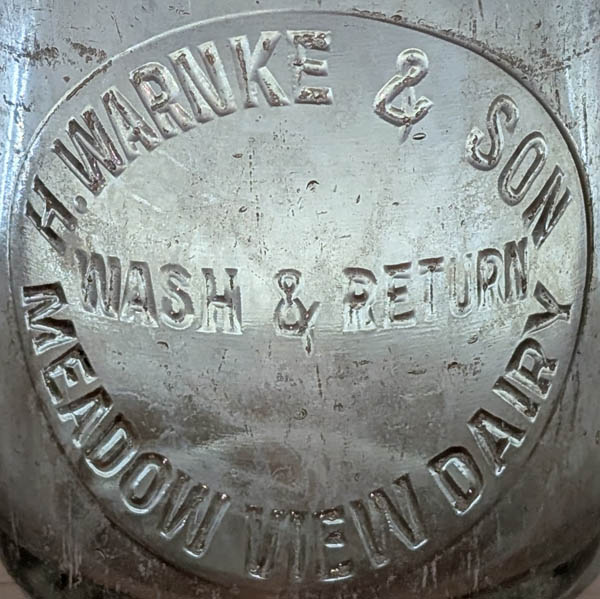 H. WARNKE & SON
WASH & RETURN
MEADOW VIEW DAIRY